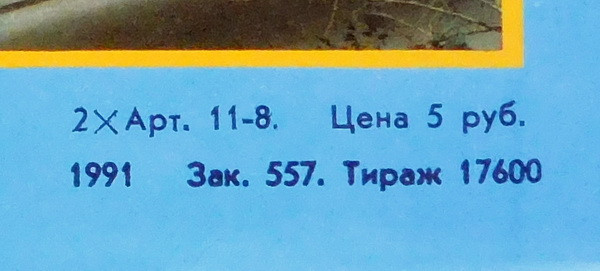 2×Арт. 11-8. Цена 5 руб.
1991 Зак. 557. Тираж 17600